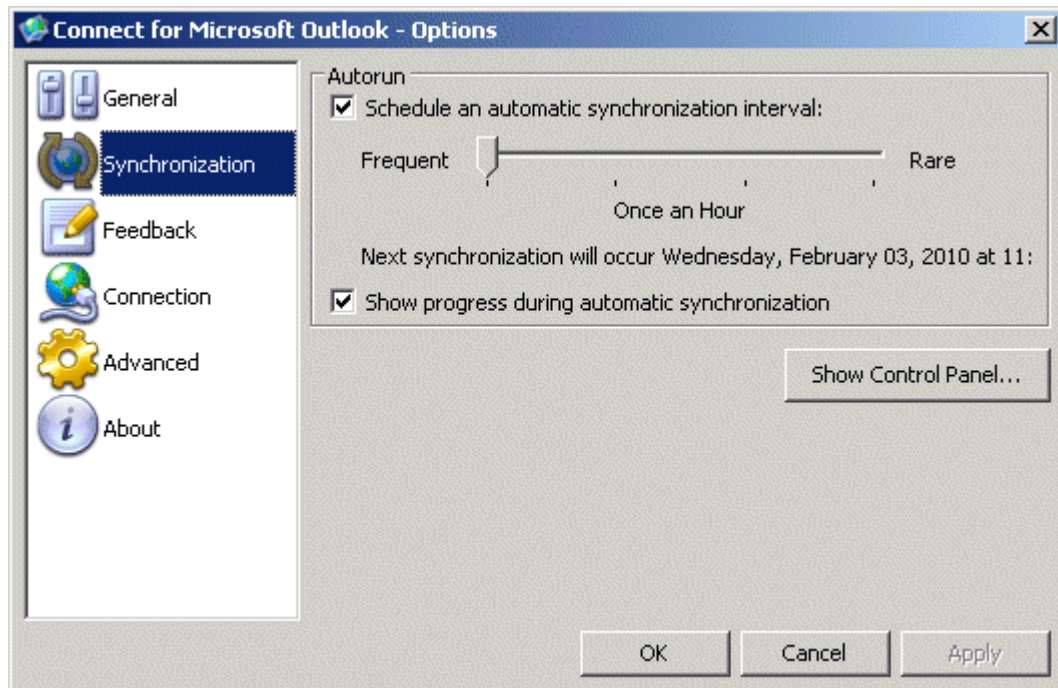 Connect for Microsoft Outlook - Options
General
Synchronization
Feedback
Connection
Advanced
About
Autorun
Schedule an automatic synchronization interval:
Frequent Rare
Once an Hour
Next synchronization will occur Wednesday, February 03, 2010 at 11:
Show progress during automatic synchronization
Show Control Panel...
OK Cancel Apply